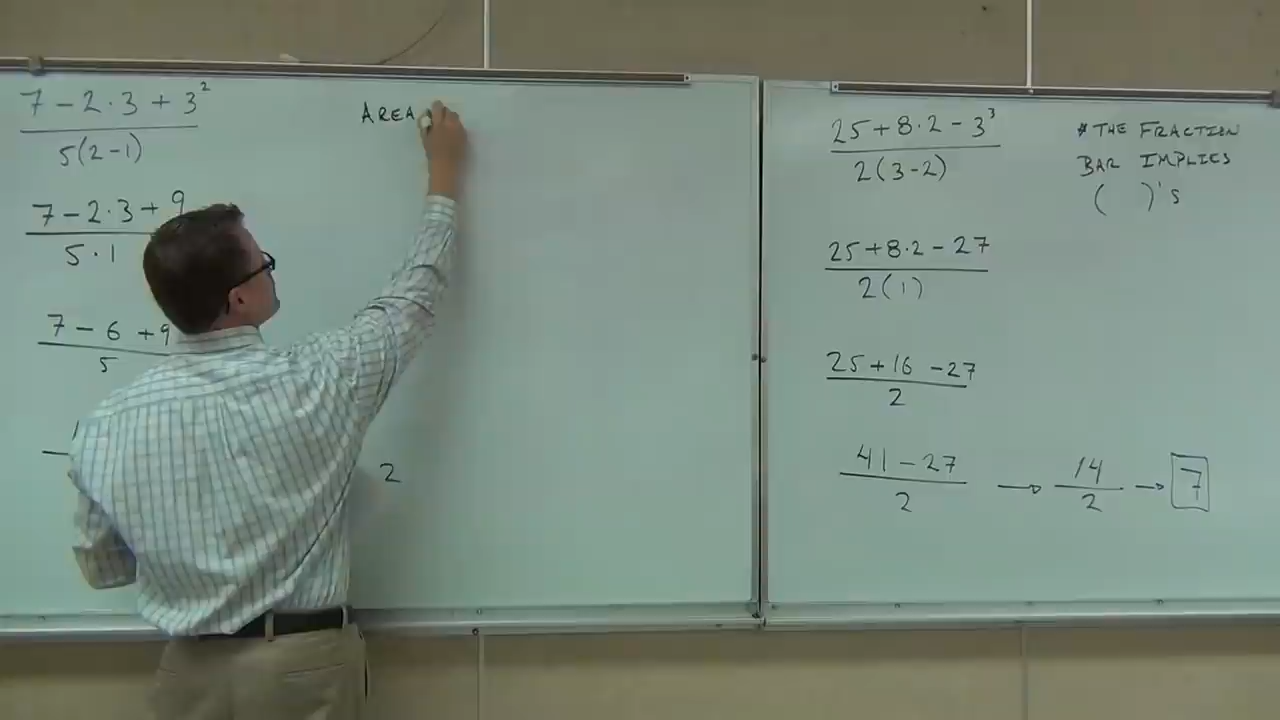 7 - 2 · 3 + 3²
5(2 - 1)
7 - 2 · 3 + 9
5 · 1
7 - 6 + 9
5
2
AREA
25 + 8 · 2 - 3³
2(3 - 2)
25 + 8 · 2 - 27
2(1)
25 + 16 - 27
2
41 - 27 → 14 → 7
2 2
* THE FRACTION
BAR IMPLIES
( )'s